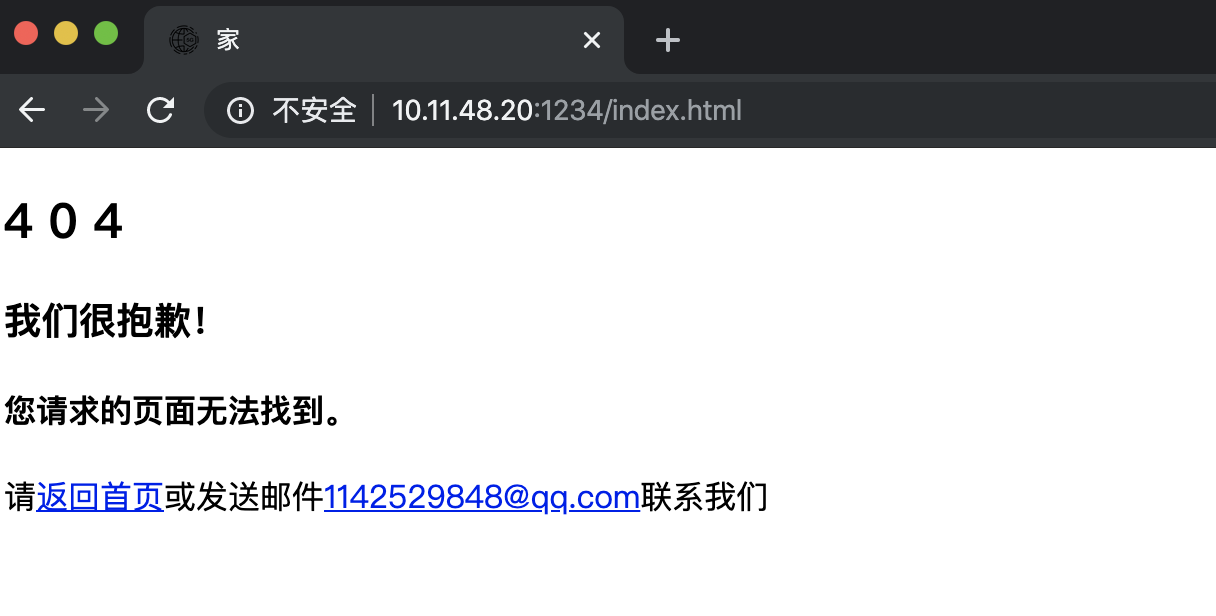 家
不安全 10.11.48.20:1234/index.html
4 0 4
我们很抱歉！
您请求的页面无法找到。
请返回首页或发送邮件1142529848@qq.com联系我们